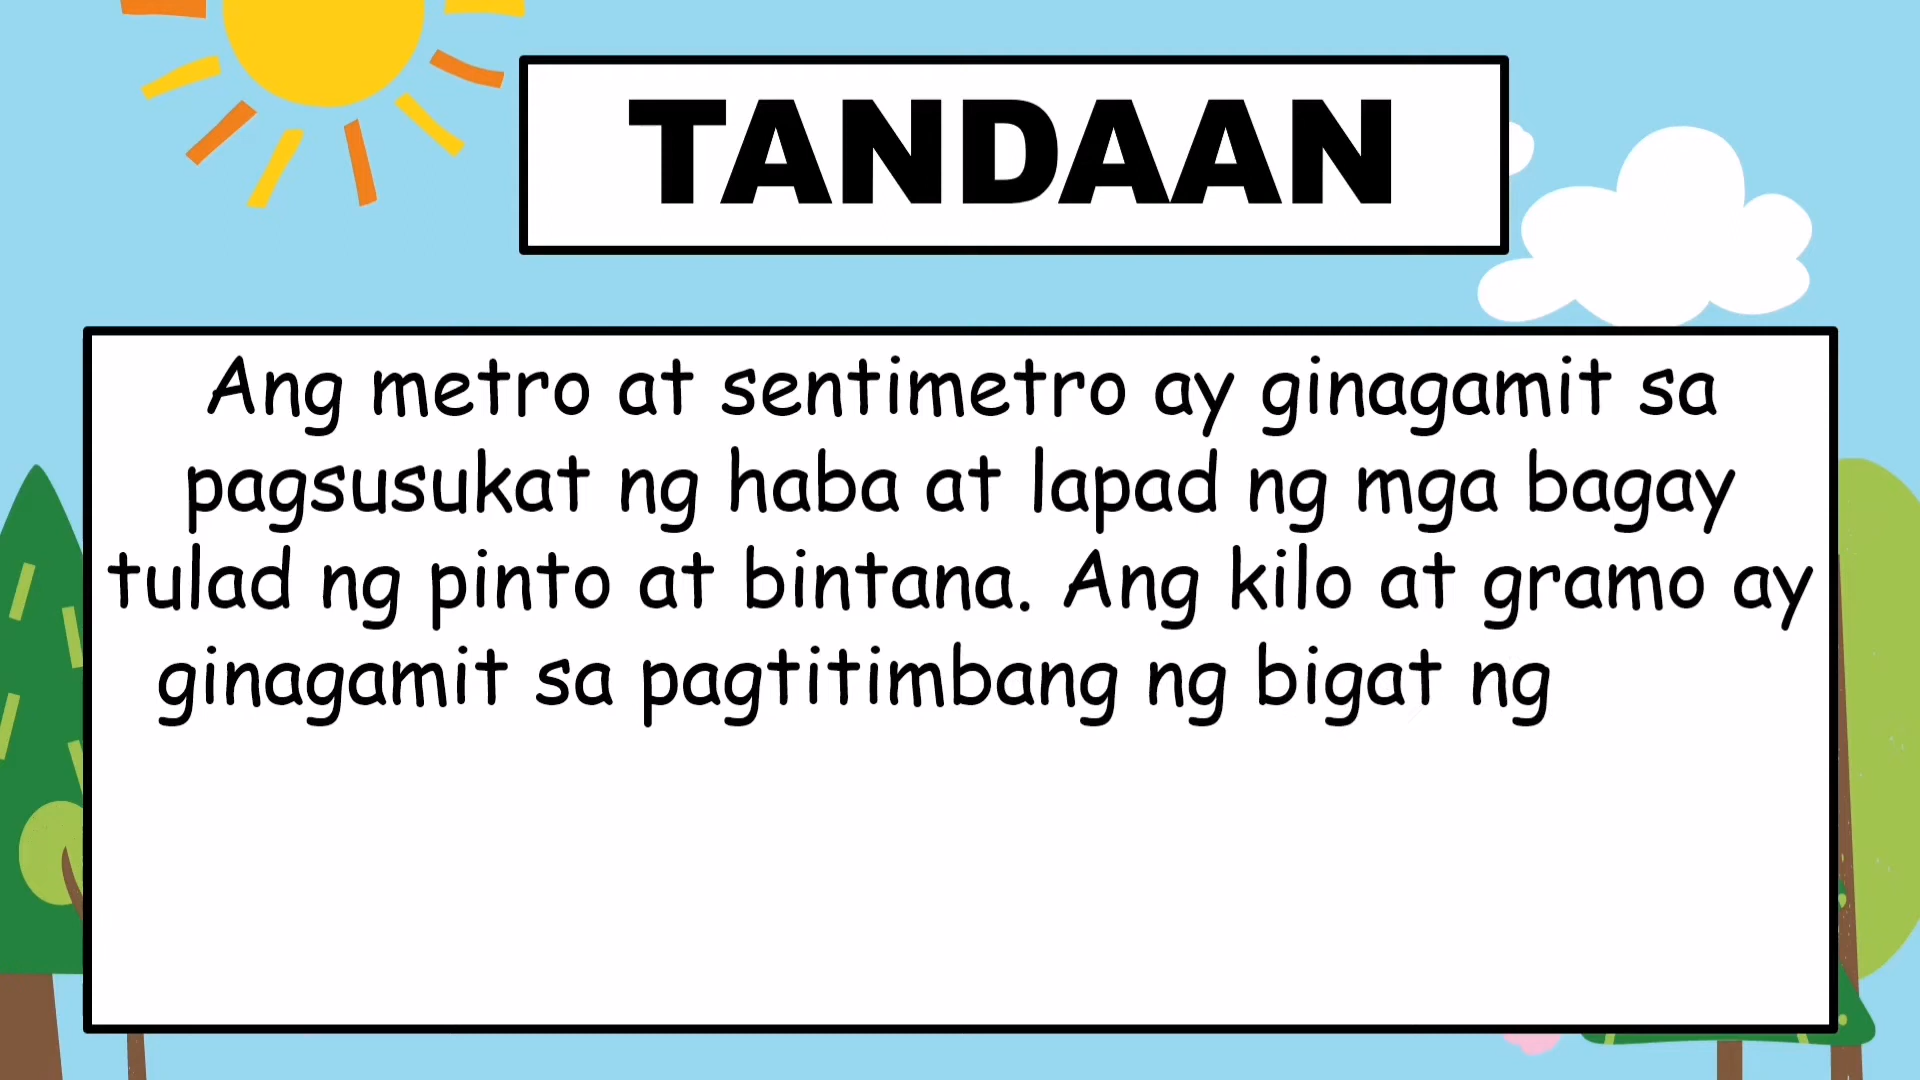 TANDAAN
Ang metro at sentimetro ay ginagamit sa
pagsusukat ng haba at lapad ng mga bagay
tulad ng pinto at bintana. Ang kilo at gramo ay
ginagamit sa pagtitimbang ng bigat ng